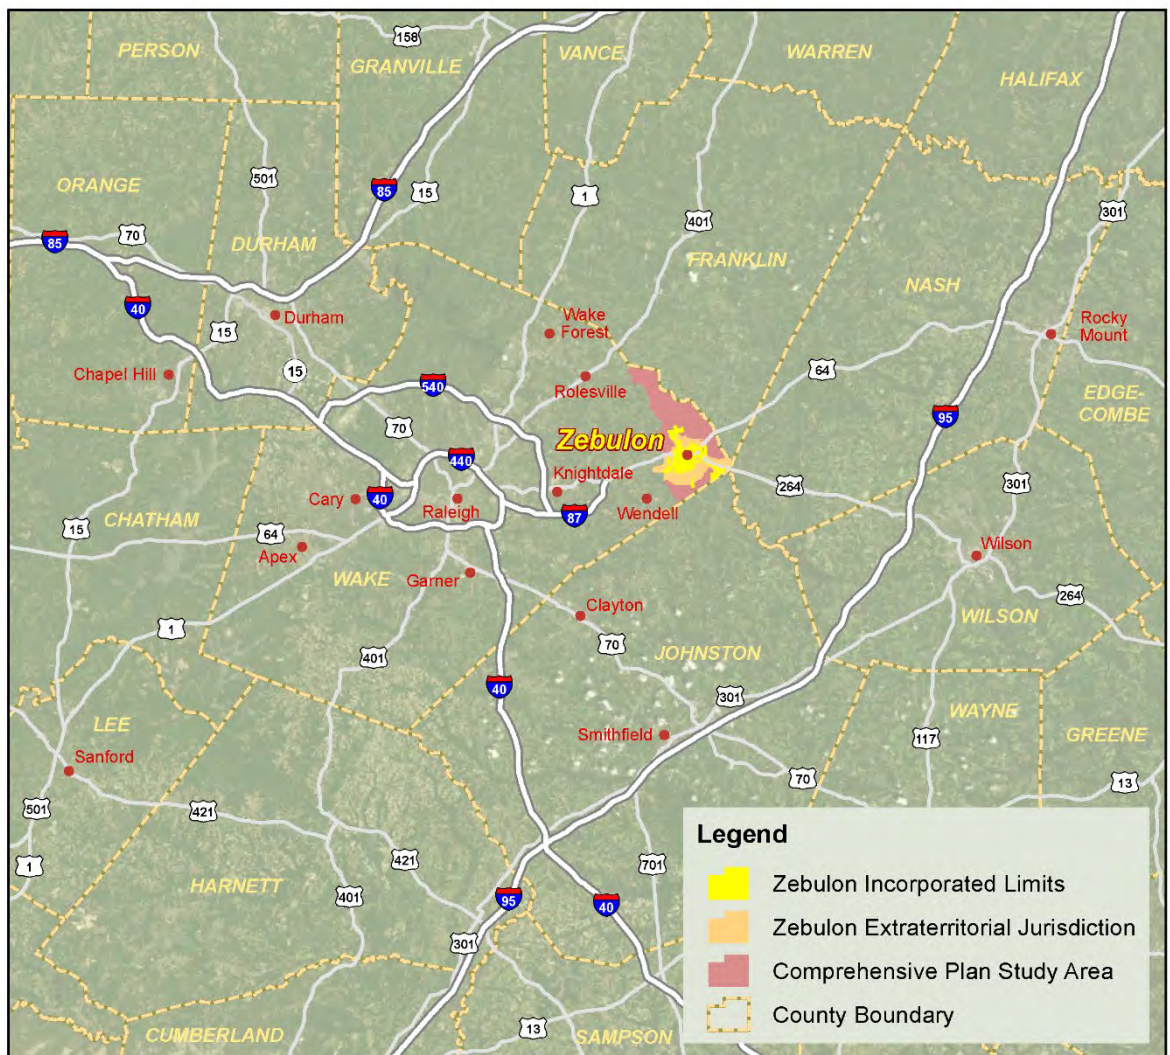 PERSON
158
GRANVILLE
VANCE
WARREN
HALIFAX
ORANGE
501
85
15
1
401
301
85
70
DURHAM
FRANKLIN
NASH
40
15
Durham
Wake
Forest
Rocky
Mount
Chapel Hill
15
540
Rolesville
64
EDGE-
COMBE
70
95
Zebulon
440
Knightdale
264
301
Cary
40
Raleigh
87
Wendell
15
CHATHAM
64
Apex
WAKE
Garner
Wilson
264
Clayton
WILSON
1
401
70
JOHNSTON
40
301
LEE
WAYNE
GREENE
Smithfield
117
Sanford
70
13
501
421
1
421
701
HARNETT
401
95
40
301
13
CUMBERLAND
SAMPSON
Legend
Zebulon Incorporated Limits
Zebulon Extraterritorial Jurisdiction
Comprehensive Plan Study Area
County Boundary